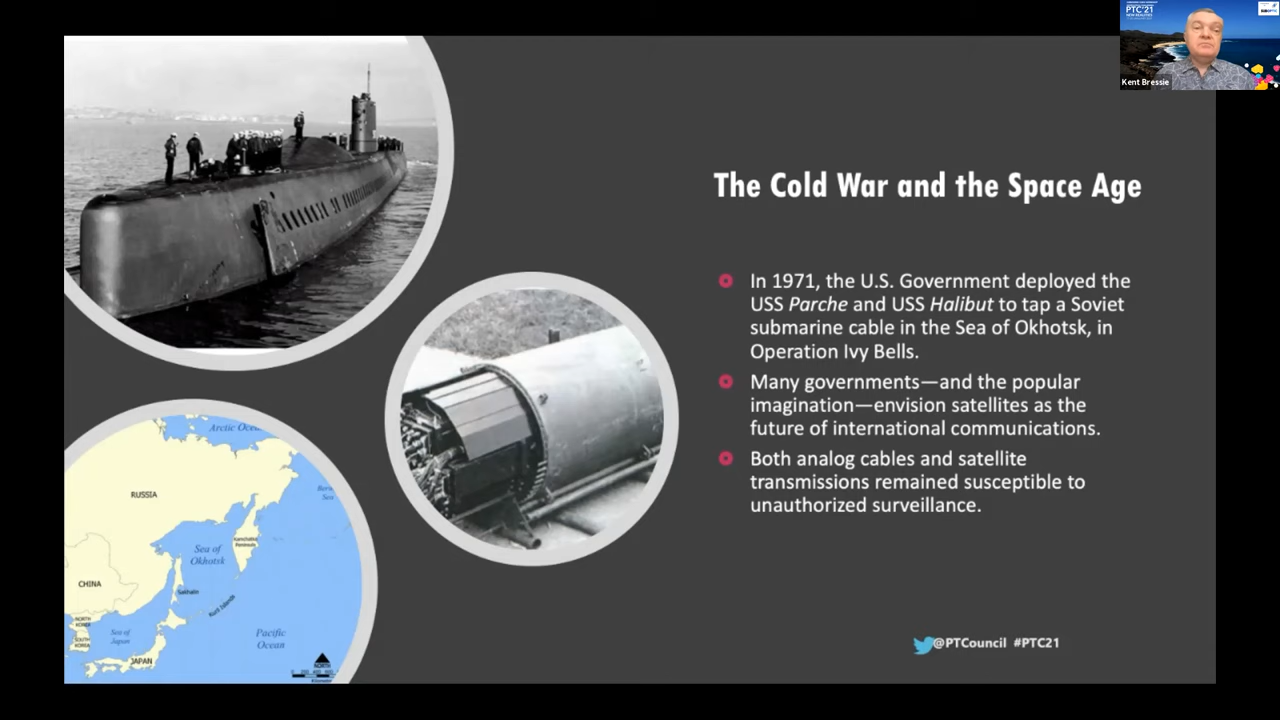 PTC'21
NEW REALITIES
SUBOPTIC
Kent Bressie
The Cold War and the Space Age
In 1971, the U.S. Government deployed the
USS Parche and USS Halibut to tap a Soviet
submarine cable in the Sea of Okhotsk, in
Operation Ivy Bells.
Many governments—and the popular
imagination—envision satellites as the
future of international communications.
Both analog cables and satellite
transmissions remained susceptible to
unauthorized surveillance.
Arctic
RUSSIA
Sea
Sea of
Okhotsk
Kamchatka
Peninsula
CHINA
Sakhalin
Kuril Islands
NORTH
KOREA
SOUTH
KOREA
Sea of
Japan
JAPAN
Pacific
Ocean
NORTH
@PTCouncil #PTC21